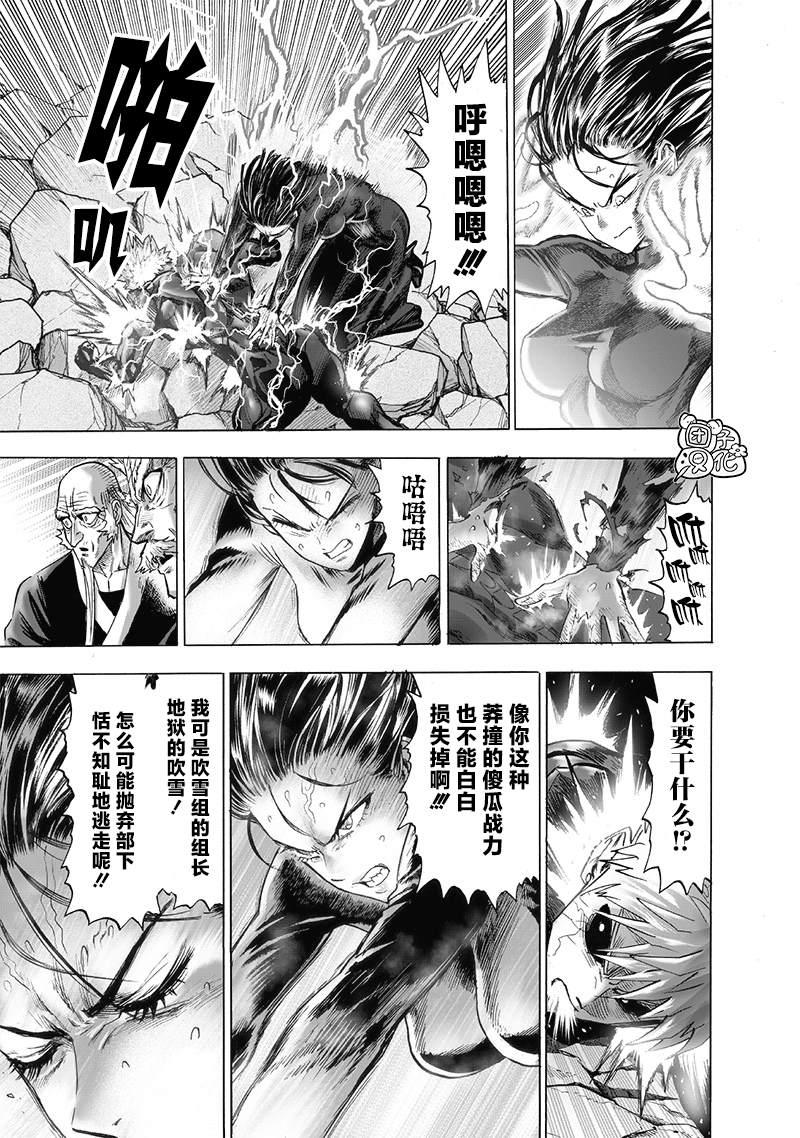 呼嗯嗯嗯!!!
咕唔唔
你要干什么!?
像你这种
莽撞的傻瓜战力
也不能白白
损失掉啊!!!
我可是吹雪组的组长
地狱的吹雪！
怎么可能抛弃部下
恬不知耻地逃走呢!!
团子
汉化